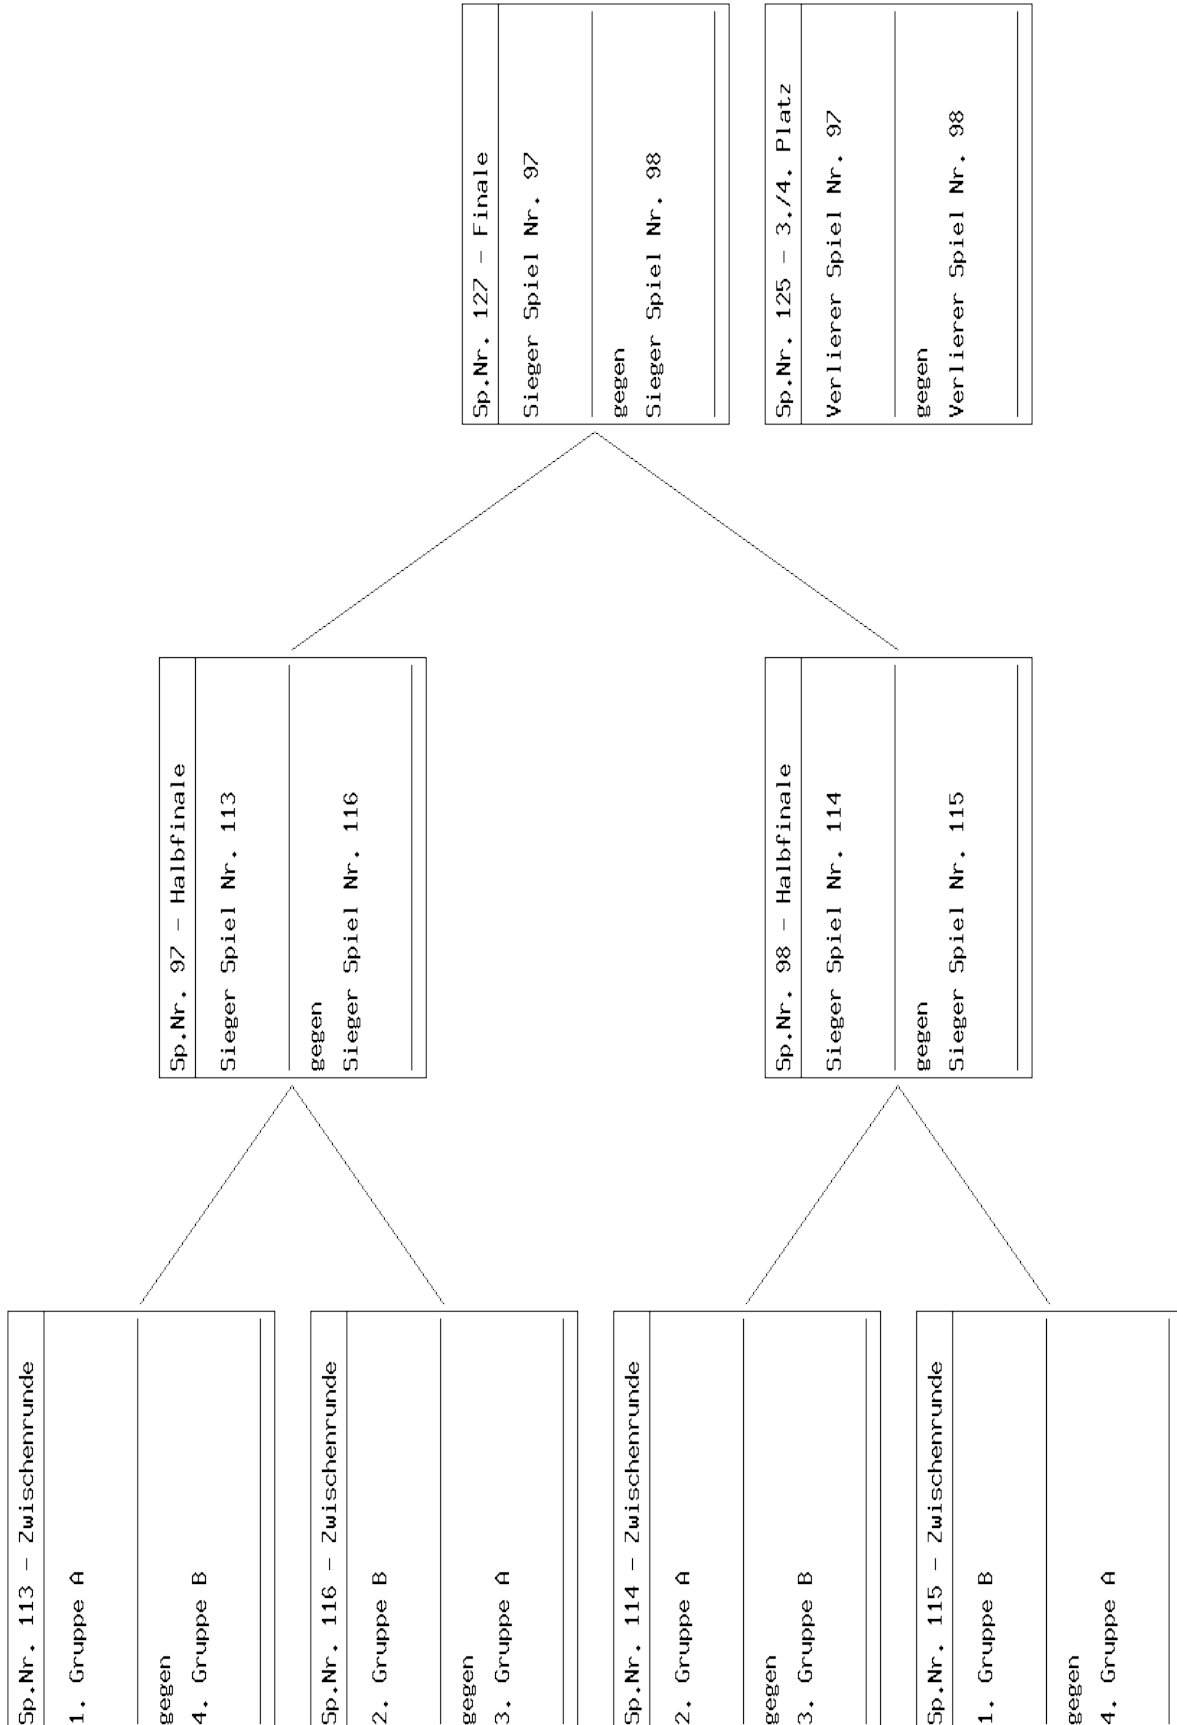 Sp.Nr. 113 - Zwischenrunde
1. Gruppe A
gegen
4. Gruppe B
Sp.Nr. 116 - Zwischenrunde
2. Gruppe B
gegen
3. Gruppe A
Sp.Nr. 114 - Zwischenrunde
2. Gruppe A
gegen
3. Gruppe B
Sp.Nr. 115 - Zwischenrunde
1. Gruppe B
gegen
4. Gruppe A
Sp.Nr. 97 - Halbfinale
Sieger Spiel Nr. 113
gegen
Sieger Spiel Nr. 116
Sp.Nr. 98 - Halbfinale
Sieger Spiel Nr. 114
gegen
Sieger Spiel Nr. 115
Sp.Nr. 127 - Finale
Sieger Spiel Nr. 97
gegen
Sieger Spiel Nr. 98
Sp.Nr. 125 - 3./4. Platz
Verlierer Spiel Nr. 97
gegen
Verlierer Spiel Nr. 98